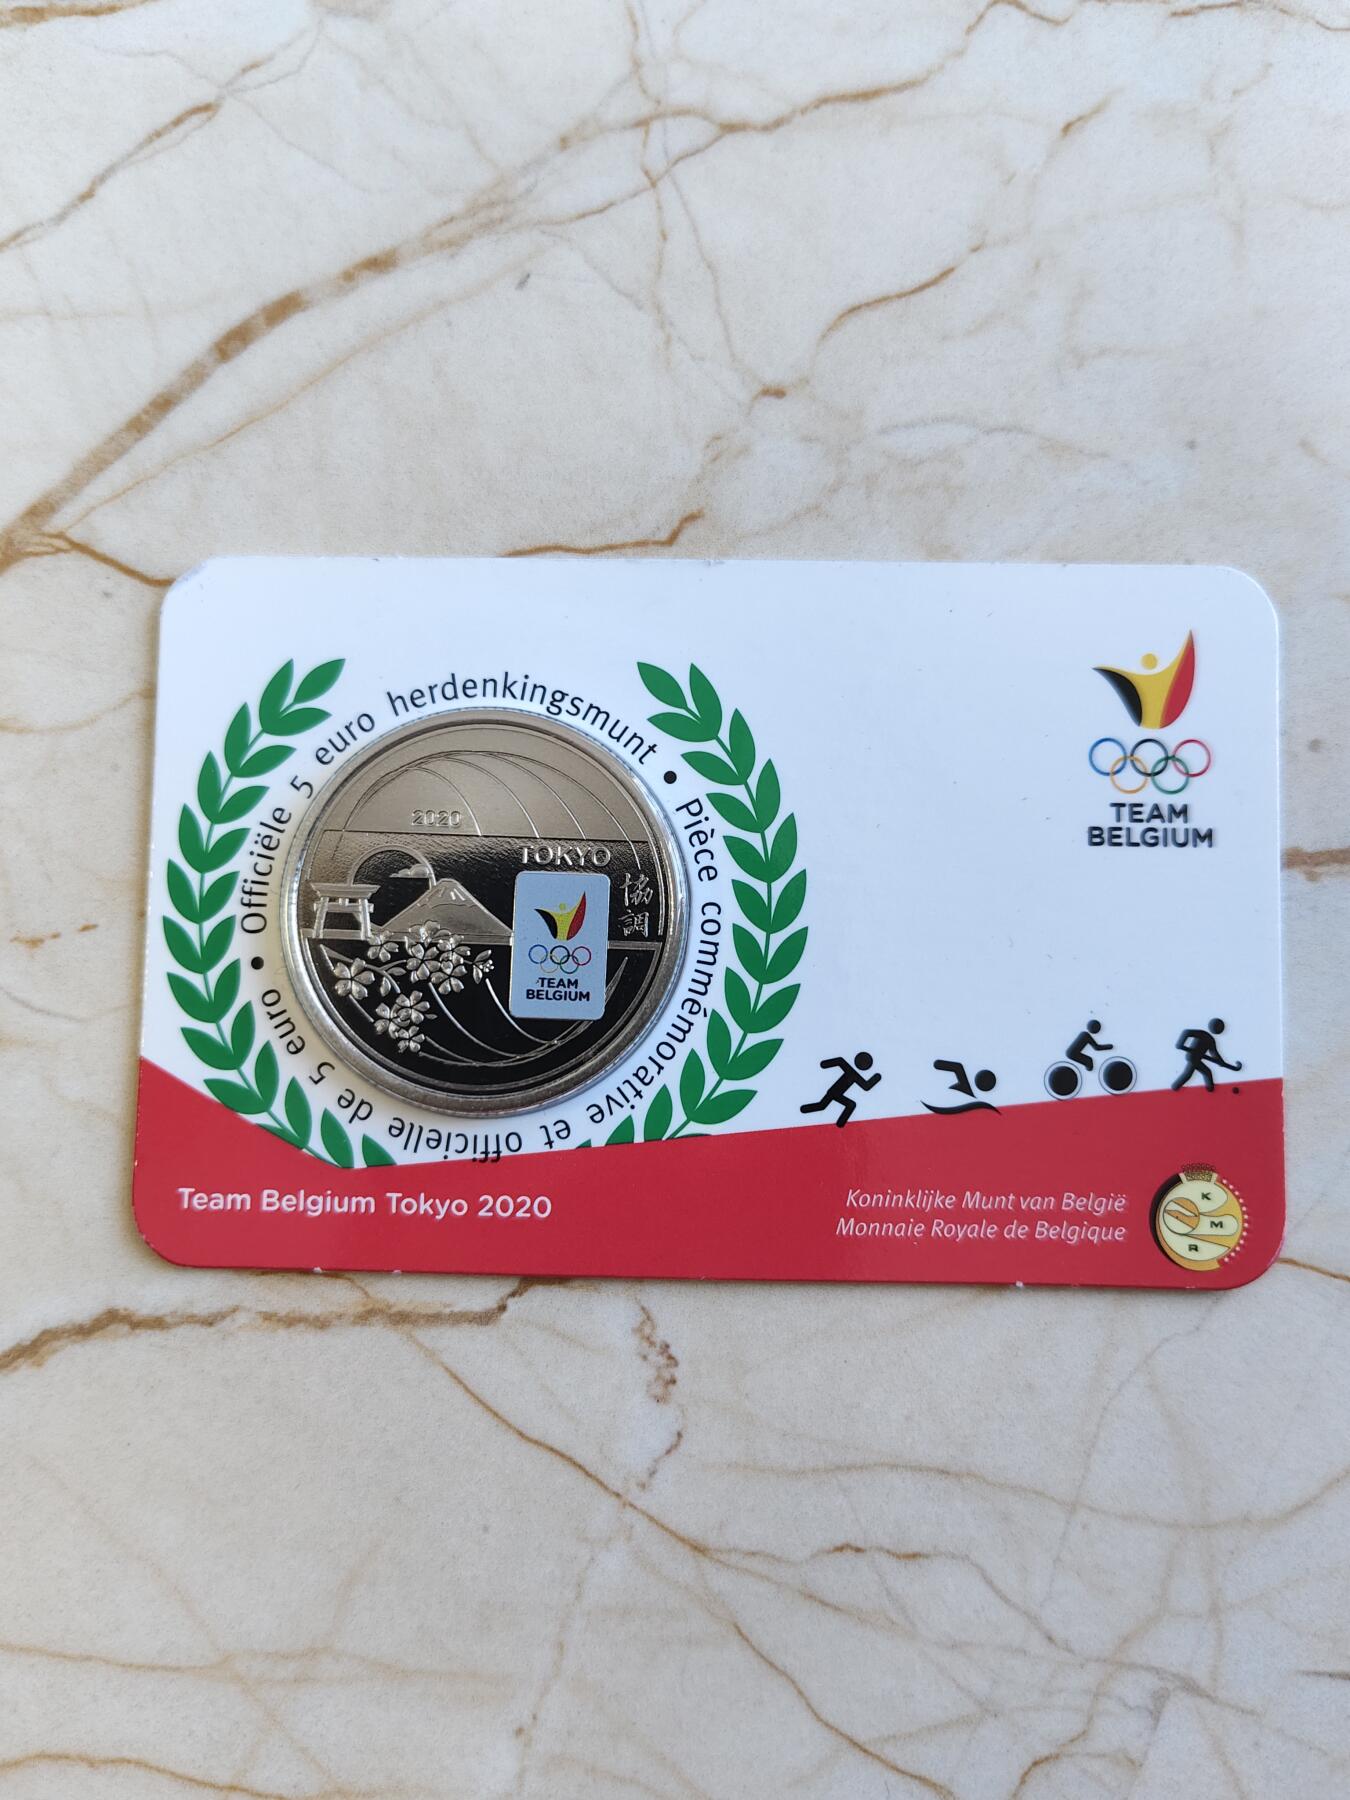 Officiële 5 euro herdenkingsmunt • Pièce commémorative et officielle de 5 euro •
2020
TOKYO
協
調
TEAM
BELGIUM
TEAM
BELGIUM
Team Belgium Tokyo 2020
Koninklijke Munt van België
Monnaie Royale de Belgique
K
M
R